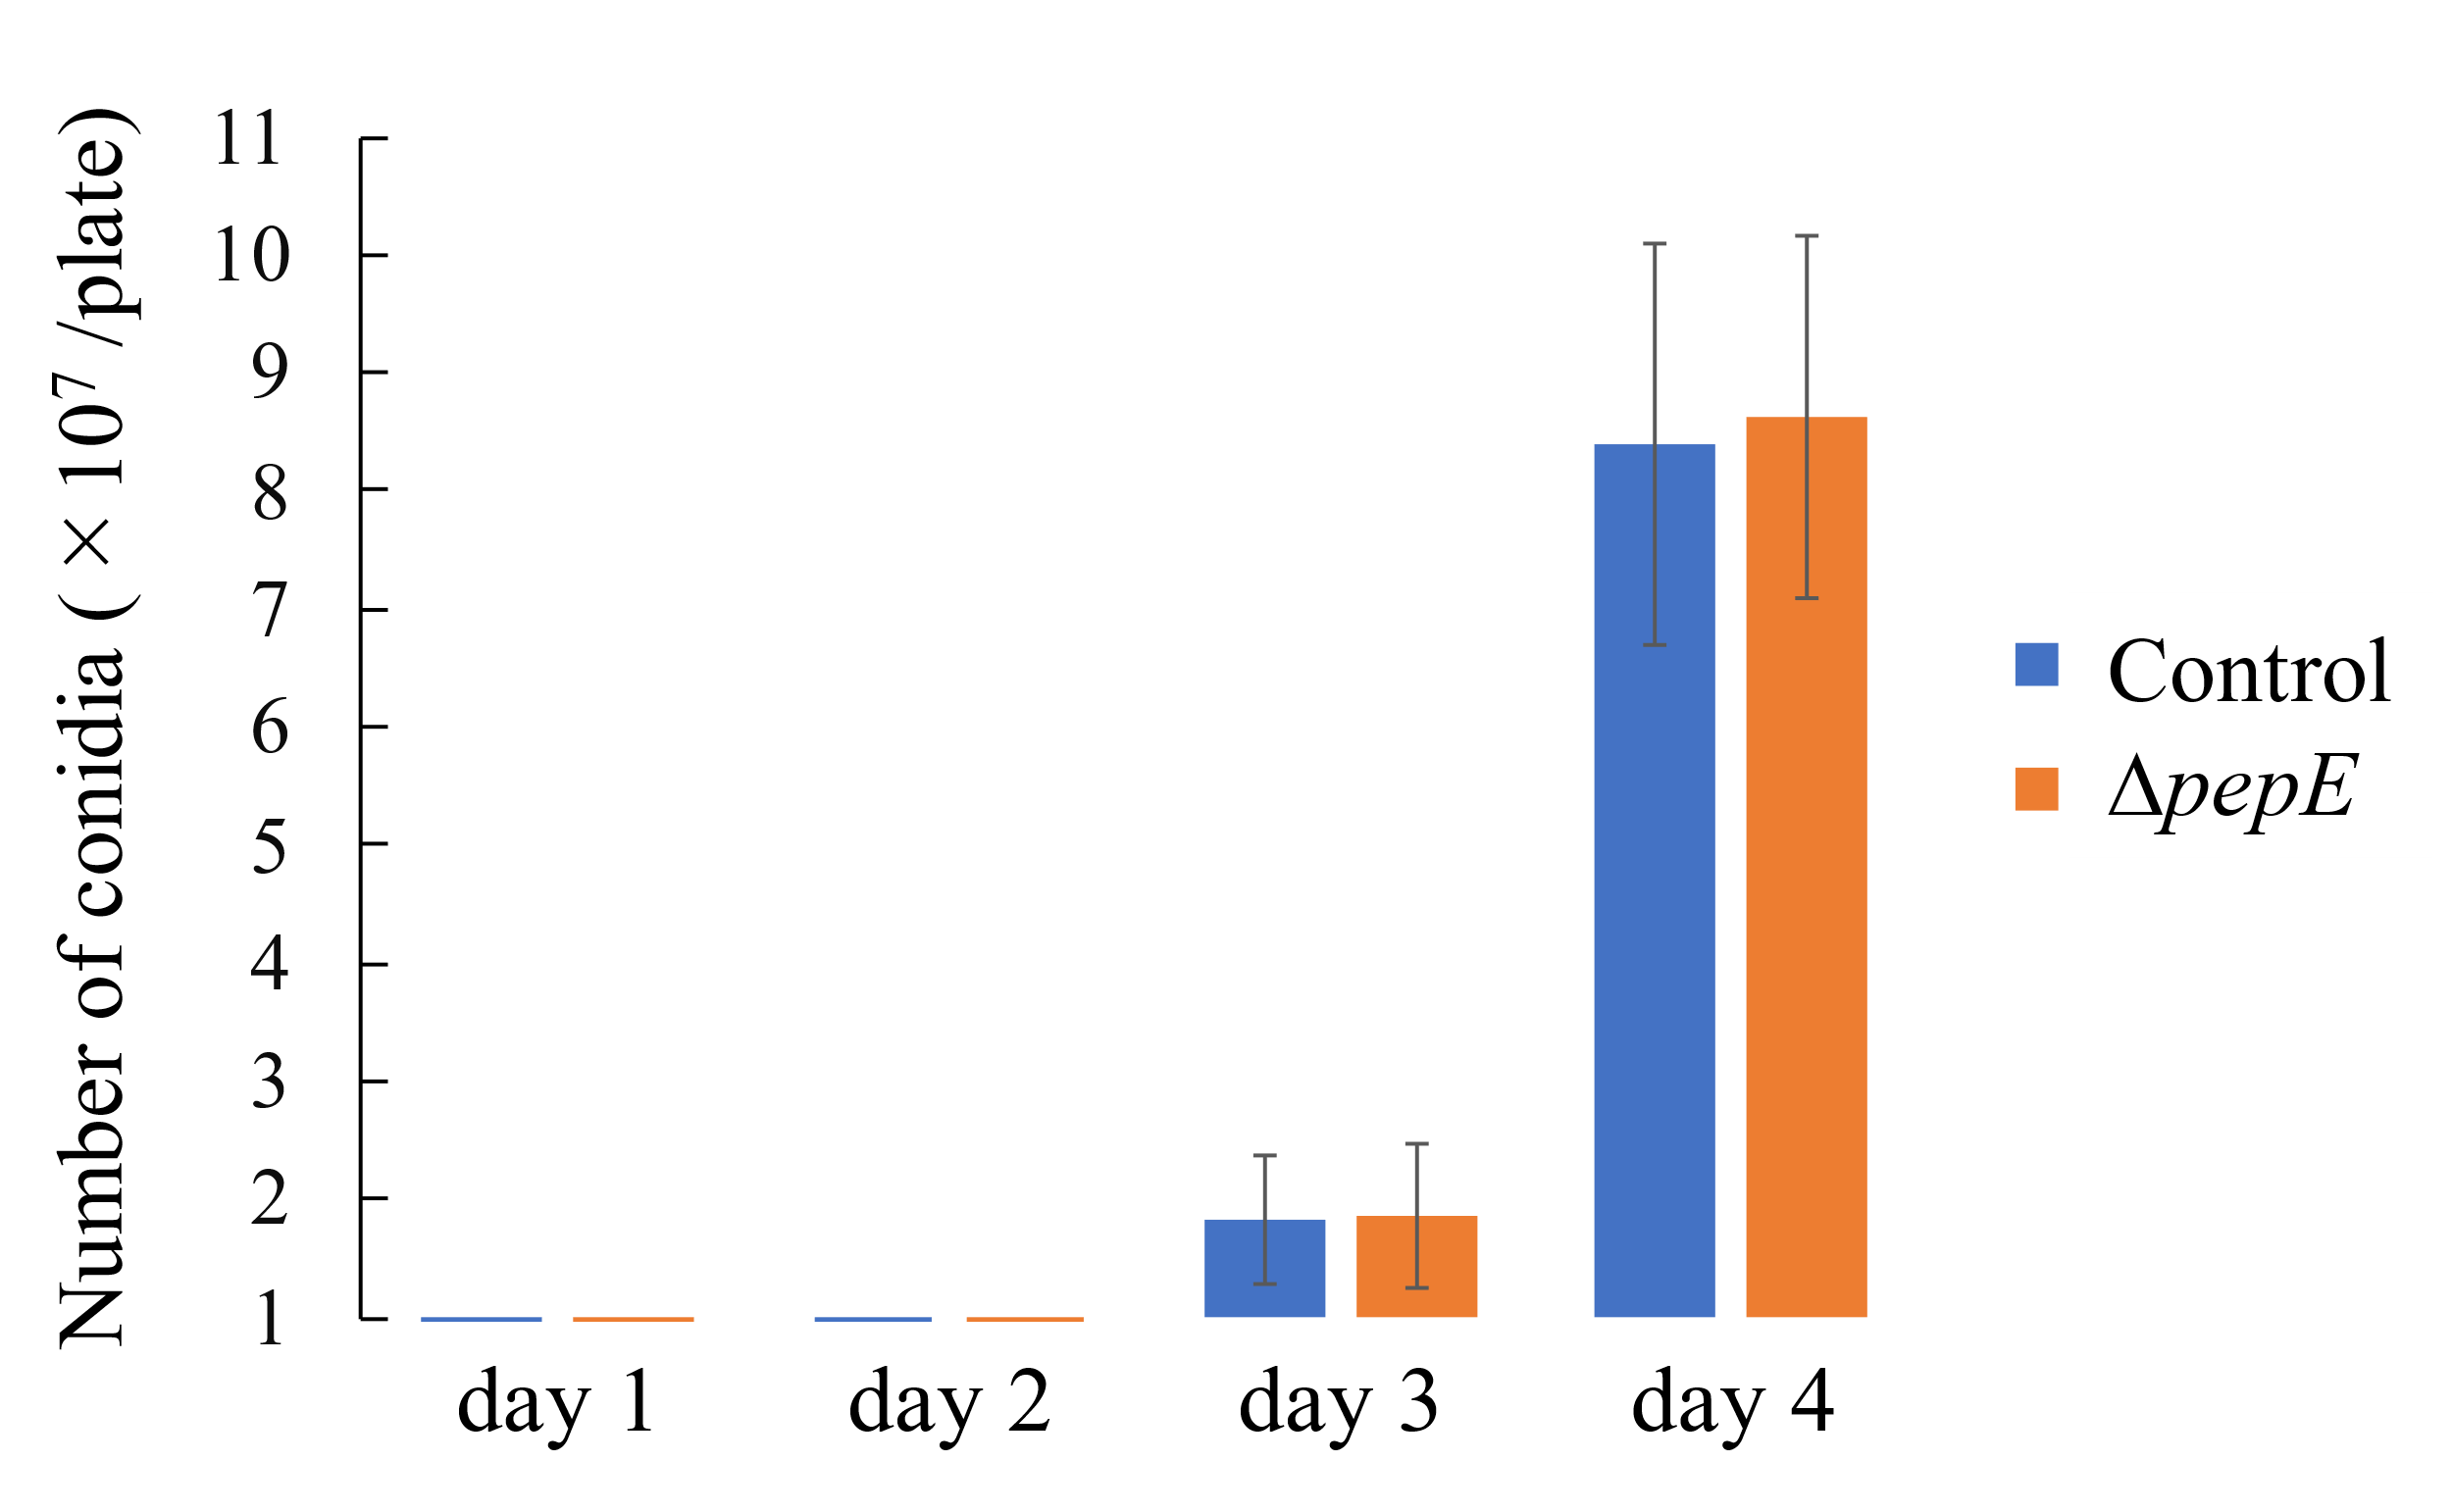 Number of conidia (×10⁷ /plate)
11
10
9
8
7
6
5
4
3
2
1
day 1
day 2
day 3
day 4
Control
ΔpepE